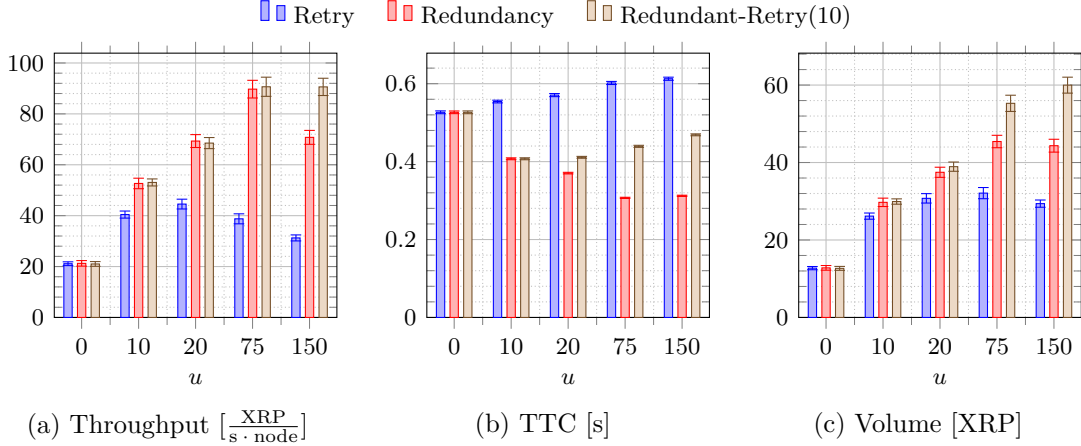 Retry Redundancy Redundant-Retry(10)
100
80
60
40
20
0
0 10 20 75 150
u
(a) Throughput [XRP / s · node]
0.6
0.4
0.2
0
0 10 20 75 150
u
(b) TTC [s]
60
40
20
0
0 10 20 75 150
u
(c) Volume [XRP]